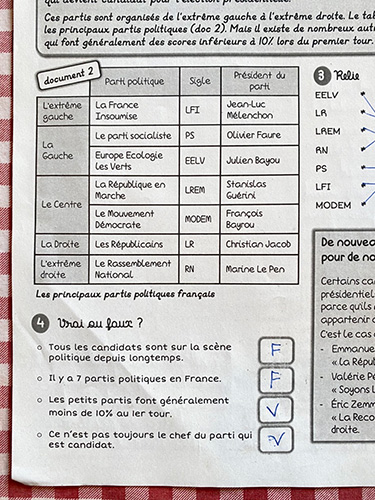 qui devient candidat pour l'élection présidentielle.
Ces partis sont organisés de l'extrême gauche à l'extrême droite. Le
les principaux partis politiques (doc 2). Mais il existe de nombreux
qui font généralement des scores inférieurs à 10% lors du premier tour.
document 2
Parti politique Sigle Président du parti
L'extrême gauche La France Insoumise LFI Jean-Luc Mélenchon
La Gauche Le parti socialiste PS Olivier Faure
Europe Ecologie les Verts EELV Julien Bayou
Le Centre La République en Marche LREM Stanislas Guérini
Le Mouvement Démocrate MODEM François Bayrou
La Droite Les Républicains LR Christian Jacob
L'extrême droite Le Rassemblement National RN Marine Le Pen
Les principaux partis politiques français
3 Relie
EELV
LR
LREM
RN
PS
LFI
MODEM
4 Vrai ou faux ?
Tous les candidats sont sur la scène
politique depuis longtemps. F
Il y a 7 partis politiques en France. F
Les petits partis font généralement
moins de 10% au 1er tour. V
Ce n'est pas toujours le chef du parti qui
est candidat. V
De nouveau
pour de no
Certains ca
présidentiel
parce qu'ils
appartenir
C'est le cas
- Emmanue
« La Répul
- Valérie Pé
« Soyons l
- Éric Zemm
« La Reco
droite.